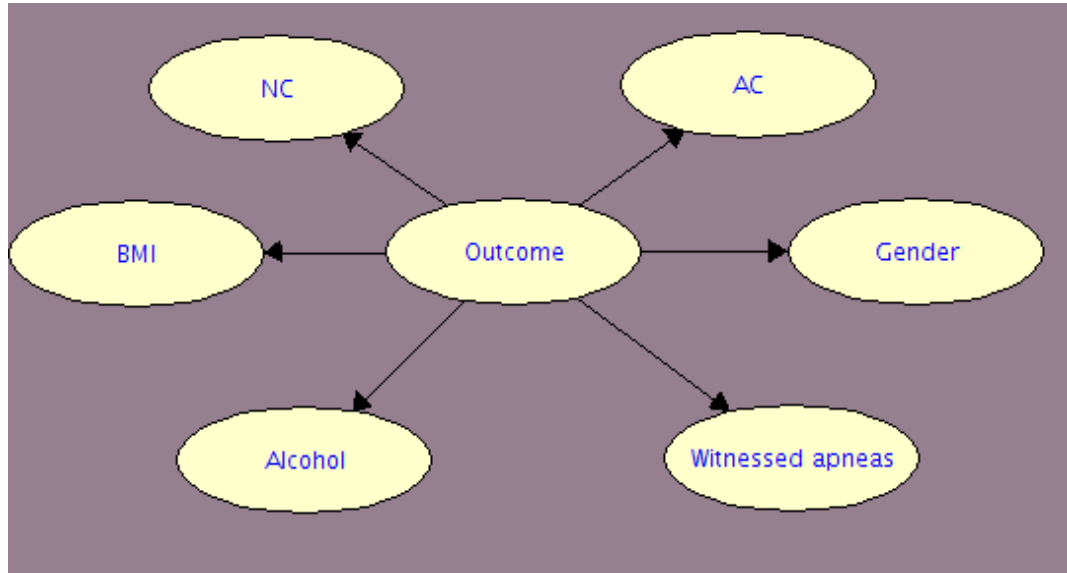 NC
AC
BMI
Outcome
Gender
Alcohol
Witnessed apneas